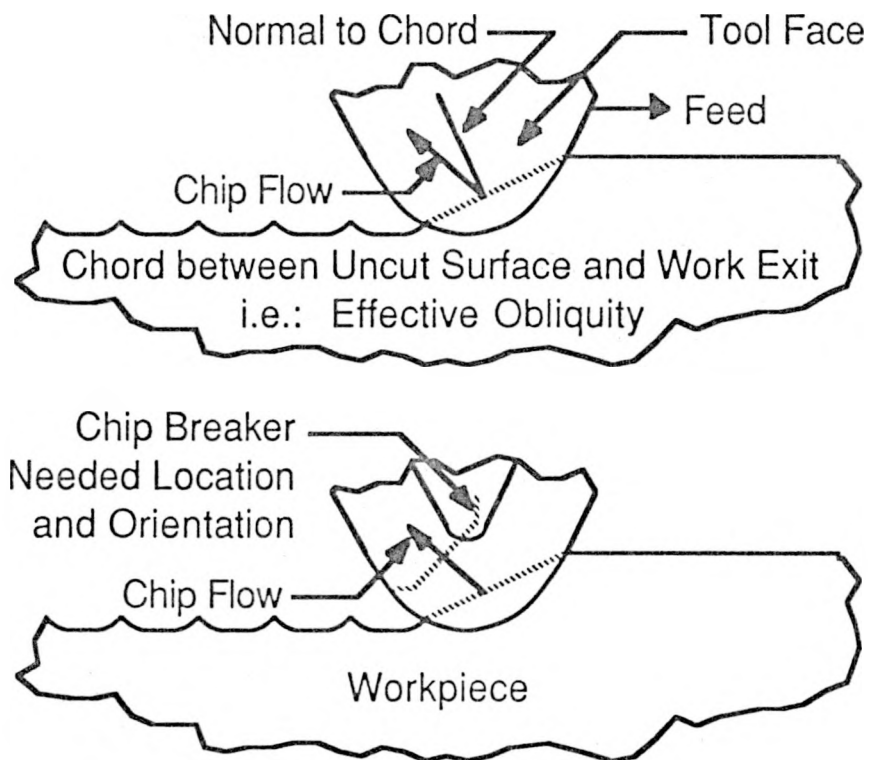 Normal to Chord
Tool Face
Feed
Chip Flow
Chord between Uncut Surface and Work Exit
i.e.: Effective Obliquity
Chip Breaker
Needed Location
and Orientation
Chip Flow
Workpiece